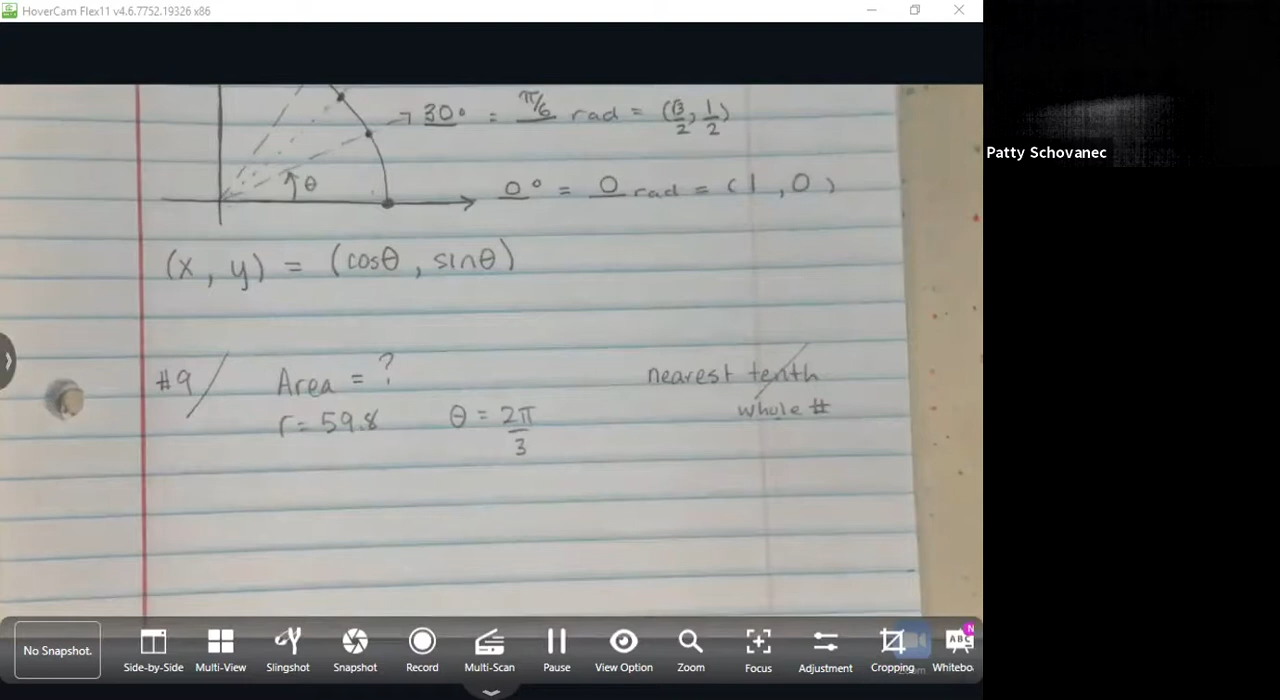 HoverCam Flex11 v4.6.7752.19326 x86
30° = π/6 rad = (√3/2, 1/2)
θ
0° = 0 rad = (1, 0)
(x, y) = (cosθ, sinθ)
Patty Schovanec
#9/ Area = ? nearest tenth
r = 59.8 θ = 2π/3 whole #
No Snapshot.
Side-by-Side Multi-View Slingshot Snapshot Record Multi-Scan Pause View Option Zoom Focus Adjustment Cropping Whiteboa
ABC
N